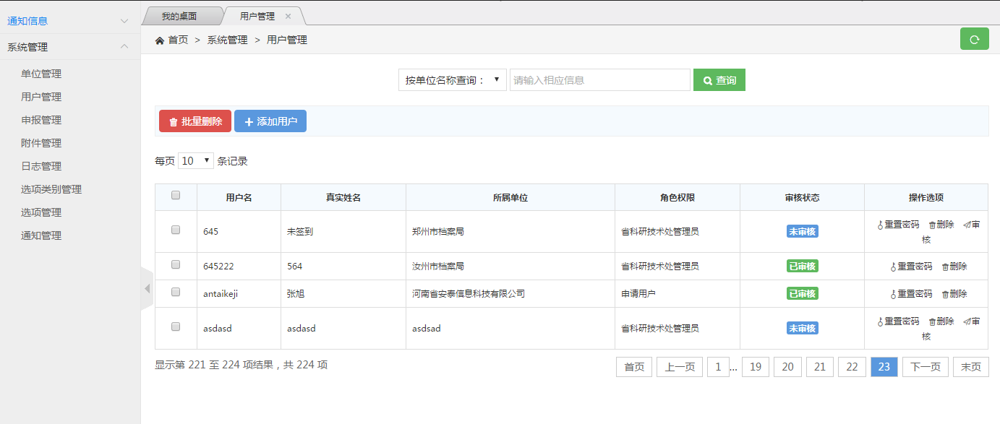 通知信息
系统管理
单位管理
用户管理
申报管理
附件管理
日志管理
选项类别管理
选项管理
通知管理
我的桌面 用户管理
首页 > 系统管理 > 用户管理
按单位名称查询： 请输入相应信息 查询
批量删除 添加用户
每页 10 条记录
用户名 真实姓名 所属单位 角色权限 审核状态 操作选项
645 未签到 郑州市档案局 省科研技术处管理员 未审核 重置密码 删除 审
核
645222 564 汝州市档案局 省科研技术处管理员 已审核 重置密码 删除
antaikeji 张旭 河南省安泰信息科技有限公司 申请用户 已审核 重置密码 删除
asdasd asdasd asdsad 省科研技术处管理员 未审核 重置密码 删除 审
核
显示第 221 至 224 项结果，共 224 项 首页 上一页 1 ... 19 20 21 22 23 下一页 末页